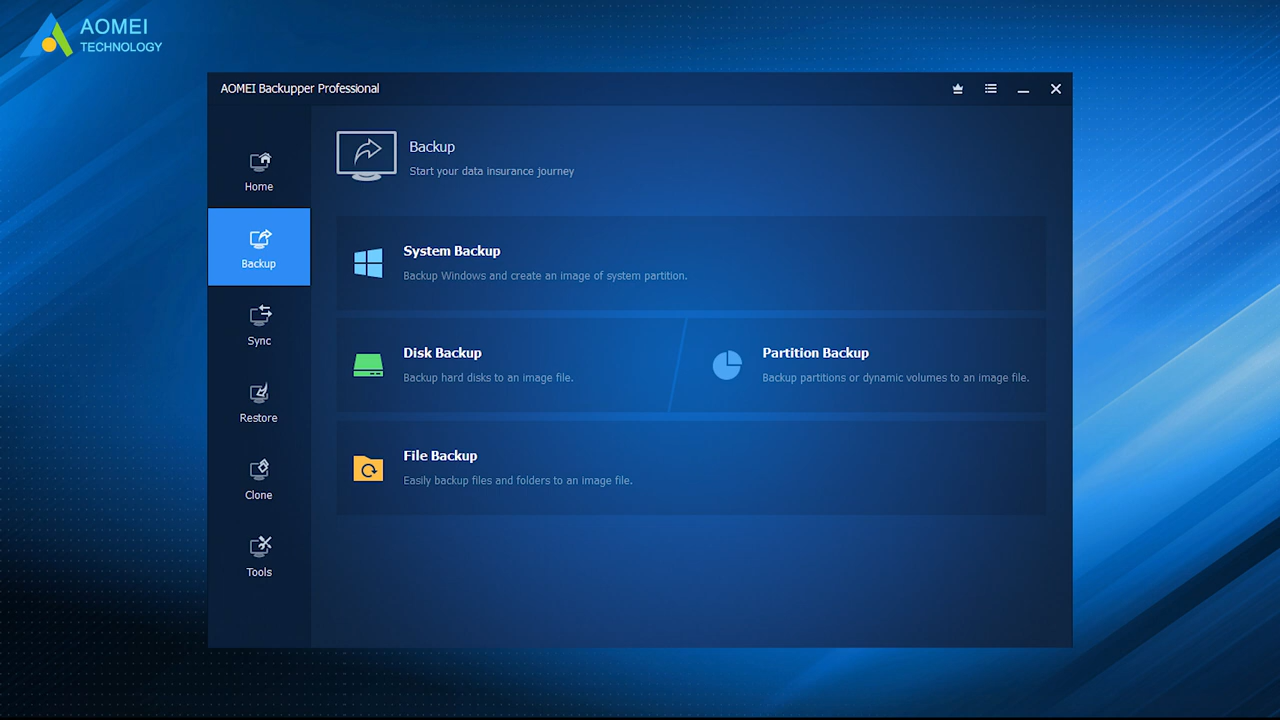 AOMEI
TECHNOLOGY
AOMEI Backupper Professional
Home
Backup
Sync
Restore
Clone
Tools
Backup
Start your data insurance journey
System Backup
Backup Windows and create an image of system partition.
Disk Backup
Backup hard disks to an image file.
Partition Backup
Backup partitions or dynamic volumes to an image file.
File Backup
Easily backup files and folders to an image file.